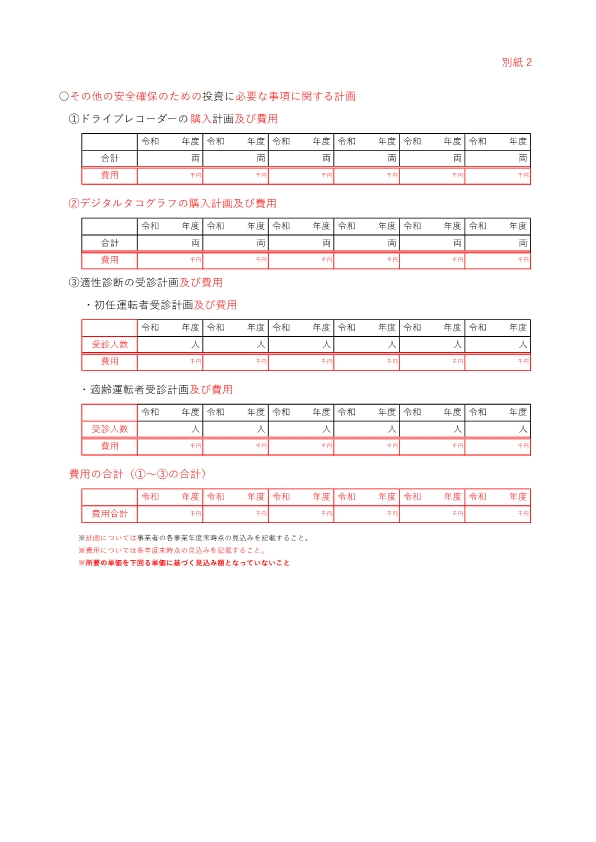 別紙２
○その他の安全確保のための投資に必要な事項に関する計画
①ドライブレコーダーの購入計画及び費用
令和 年度 令和 年度 令和 年度 令和 年度 令和 年度 令和 年度
合計 両 両 両 両 両 両
費用 千円 千円 千円 千円 千円 千円
②デジタルタコグラフの購入計画及び費用
令和 年度 令和 年度 令和 年度 令和 年度 令和 年度 令和 年度
合計 両 両 両 両 両 両
費用 千円 千円 千円 千円 千円 千円
③適性診断の受診計画及び費用
・初任運転者受診計画及び費用
令和 年度 令和 年度 令和 年度 令和 年度 令和 年度 令和 年度
受診人数 人 人 人 人 人 人
費用 千円 千円 千円 千円 千円 千円
・適齢運転者受診計画及び費用
令和 年度 令和 年度 令和 年度 令和 年度 令和 年度 令和 年度
受診人数 人 人 人 人 人 人
費用 千円 千円 千円 千円 千円 千円
費用の合計（①～③の合計）
令和 年度 令和 年度 令和 年度 令和 年度 令和 年度 令和 年度
費用合計 千円 千円 千円 千円 千円 千円
※計画については事業者の各事業年度末時点の見込みを記載すること。
※費用については各年度末時点の見込みを記載すること。
※所要の単価を下回る単価に基づく見込み額となっていないこと